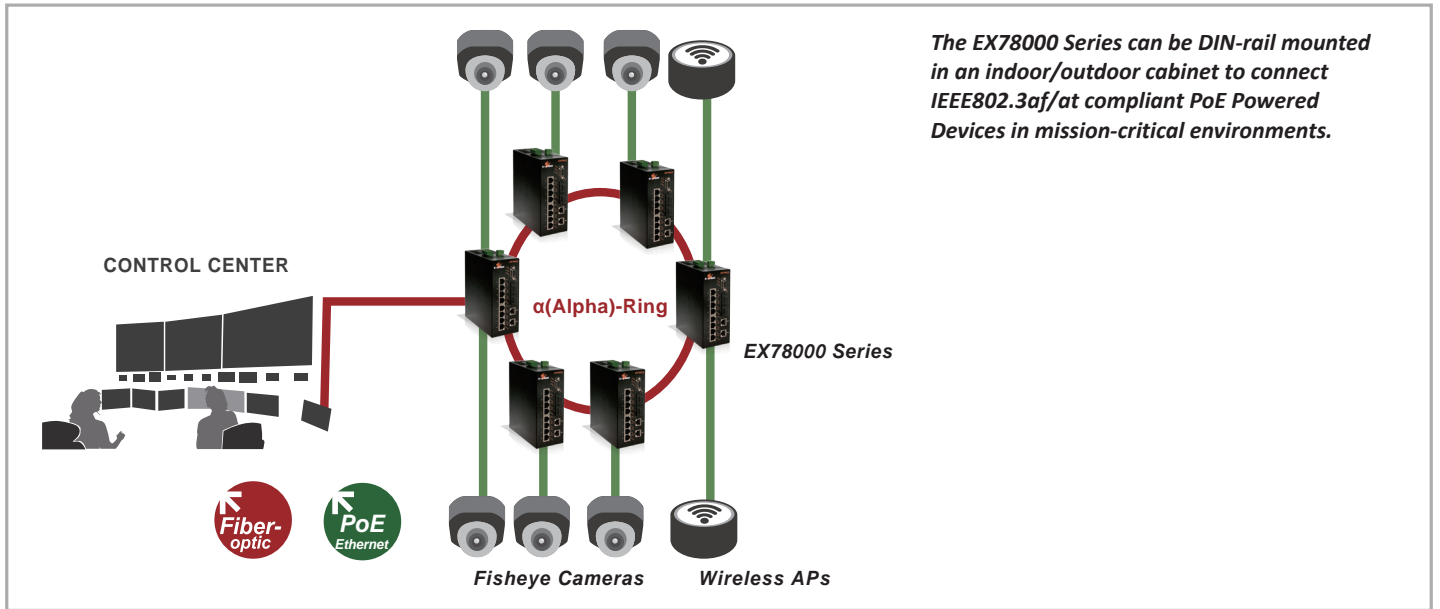 The EX78000 Series can be DIN-rail mounted
in an indoor/outdoor cabinet to connect
IEEE802.3af/at compliant PoE Powered
Devices in mission-critical environments.
CONTROL CENTER
α(Alpha)-Ring
EX78000 Series
Fiber-
optic
PoE
Ethernet
Fisheye Cameras
Wireless APs